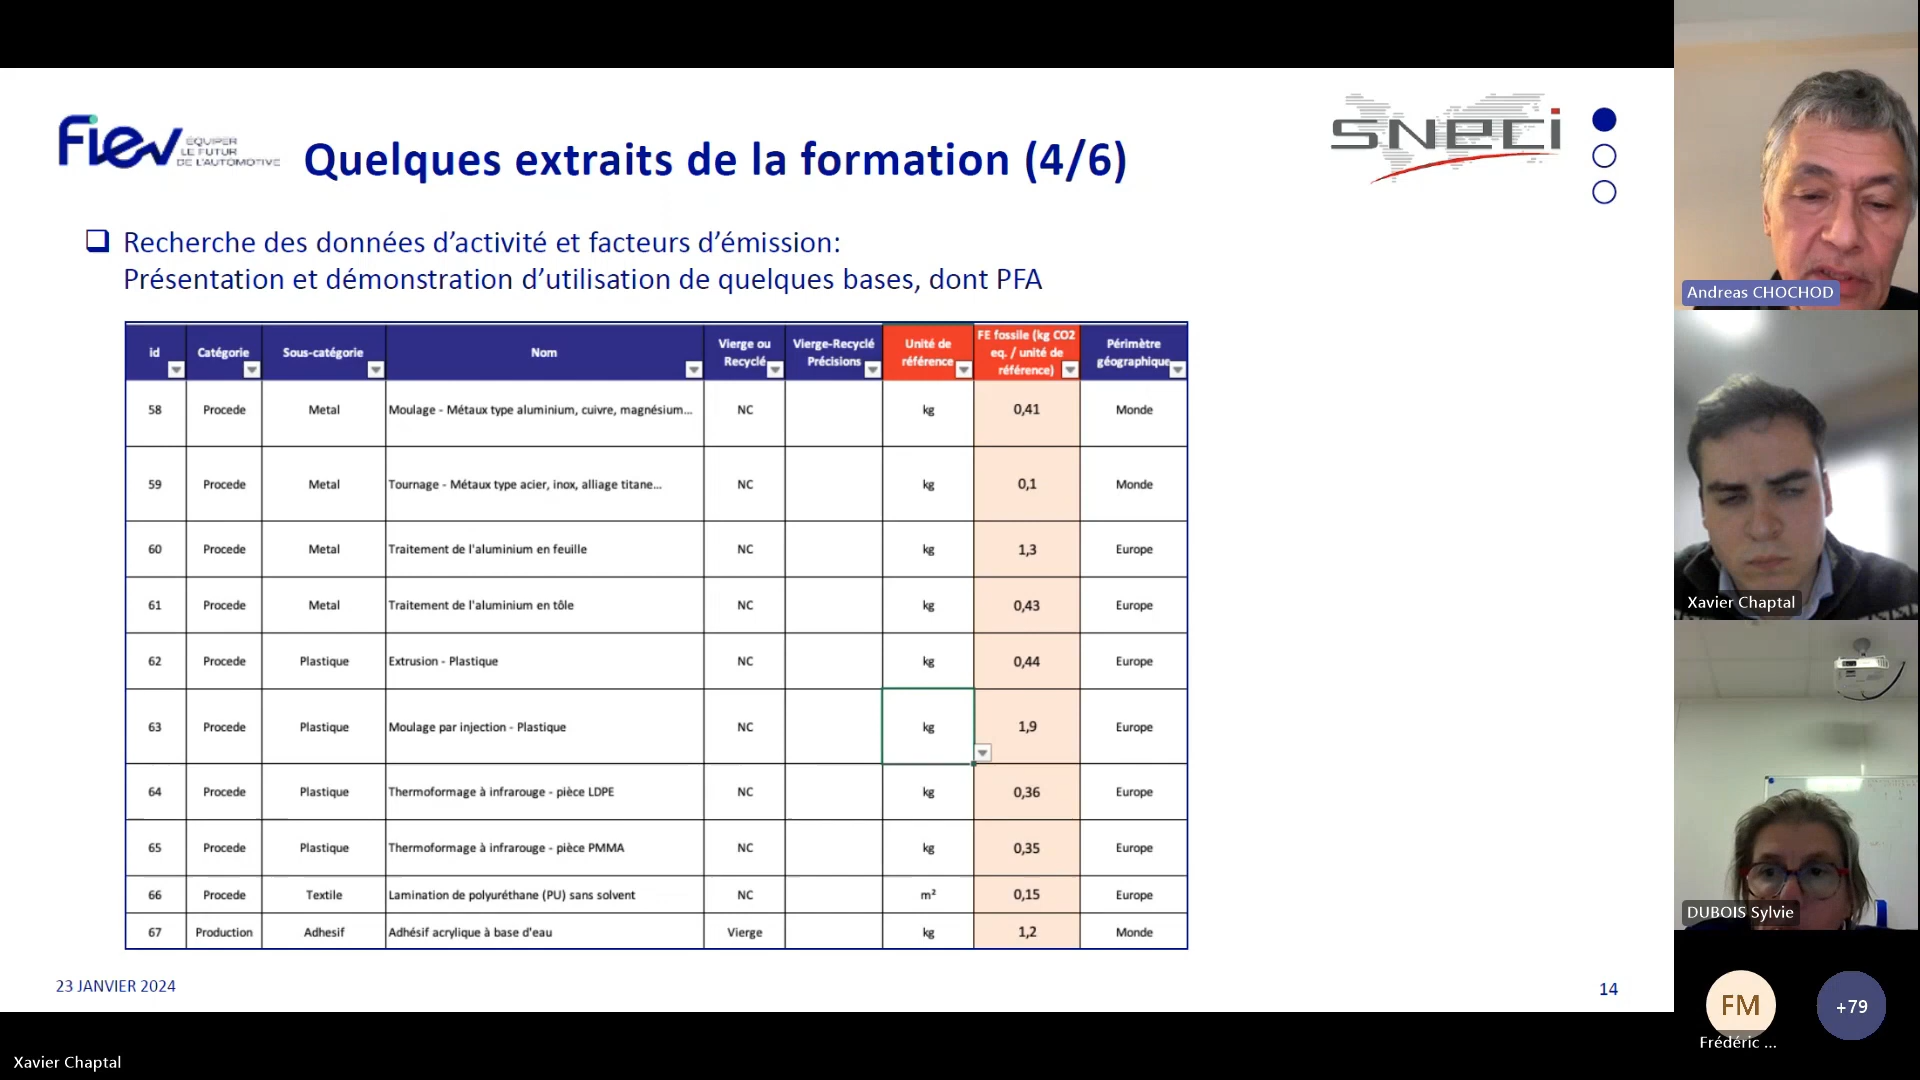 Fiev
ÉQUIPER
LE FUTUR
DE L'AUTOMOTIVE
Quelques extraits de la formation (4/6)
SNECI
Recherche des données d'activité et facteurs d'émission:
Présentation et démonstration d'utilisation de quelques bases, dont PFA
id Catégorie Sous-catégorie Nom Vierge ou Recyclé Vierge-Recyclé Précisions Unité de référence FE fossile (kg CO2 eq. / unité de référence) Périmètre géographique
58 Procede Metal Moulage - Métaux type aluminium, cuivre, magnésium... NC kg 0,41 Monde
59 Procede Metal Tournage - Métaux type acier, inox, alliage titane... NC kg 0,1 Monde
60 Procede Metal Traitement de l'aluminium en feuille NC kg 1,3 Europe
61 Procede Metal Traitement de l'aluminium en tôle NC kg 0,43 Europe
62 Procede Plastique Extrusion - Plastique NC kg 0,44 Europe
63 Procede Plastique Moulage par injection - Plastique NC kg 1,9 Europe
64 Procede Plastique Thermoformage à infrarouge - pièce LDPE NC kg 0,36 Europe
65 Procede Plastique Thermoformage à infrarouge - pièce PMMA NC kg 0,35 Europe
66 Procede Textile Lamination de polyuréthane (PU) sans solvent NC m² 0,15 Europe
67 Production Adhesif Adhésif acrylique à base d'eau Vierge kg 1,2 Monde
23 JANVIER 2024
14
Xavier Chaptal
Andreas CHOCHOD
Xavier Chaptal
DUBOIS Sylvie
FM
Frédéric ...
+79